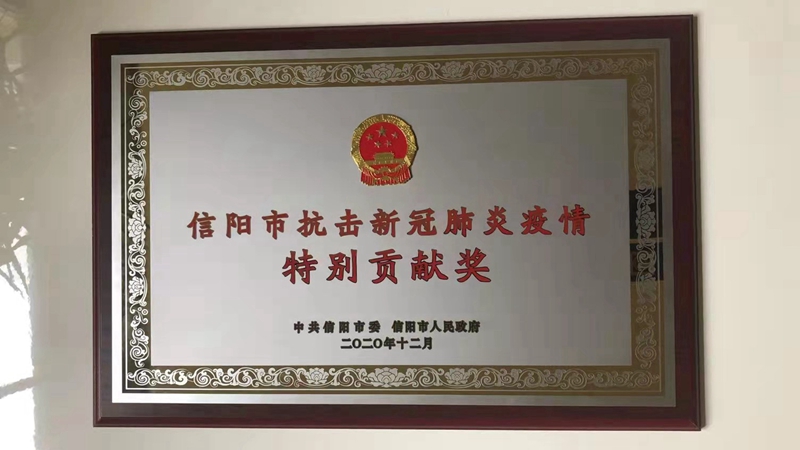 信阳市抗击新冠肺炎疫情
特别贡献奖
中共信阳市委 信阳市人民政府
二〇二〇年十二月